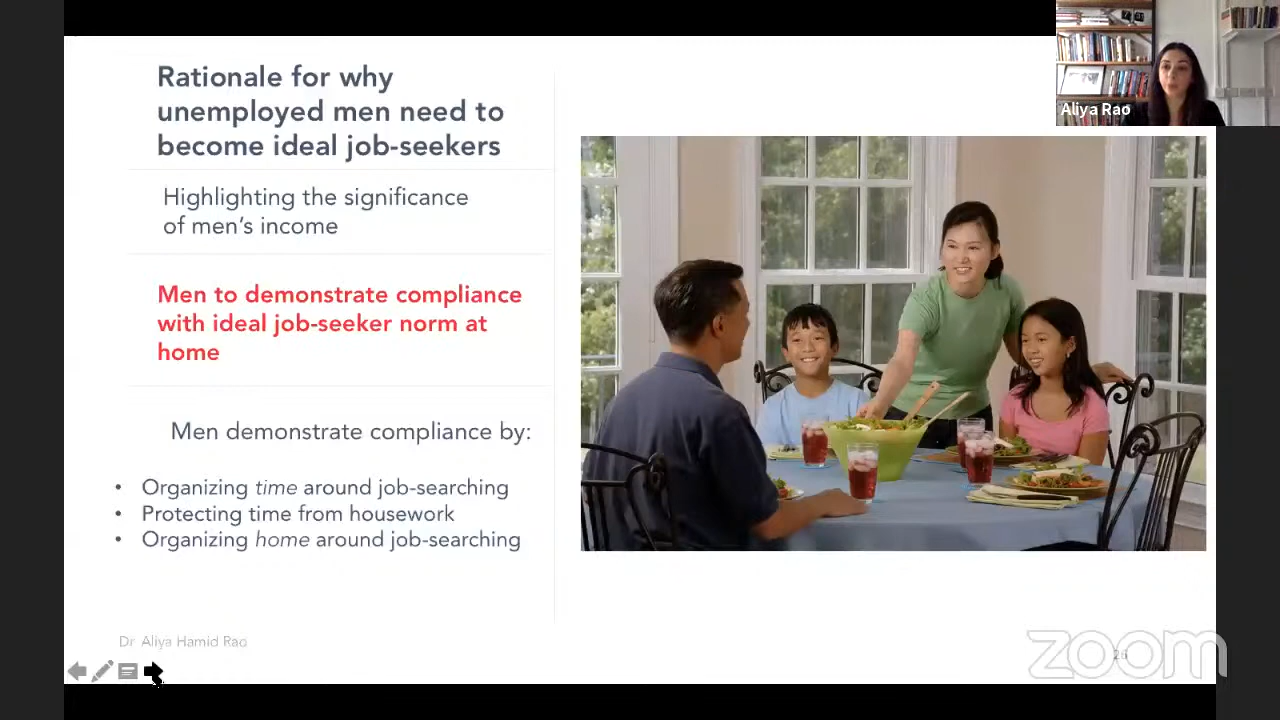 Rationale for why
unemployed men need to
become ideal job-seekers
Highlighting the significance
of men's income
Men to demonstrate compliance
with ideal job-seeker norm at
home
Men demonstrate compliance by:
• Organizing time around job-searching
• Protecting time from housework
• Organizing home around job-searching
Dr Aliya Hamid Rao
Aliya Rao
zoom